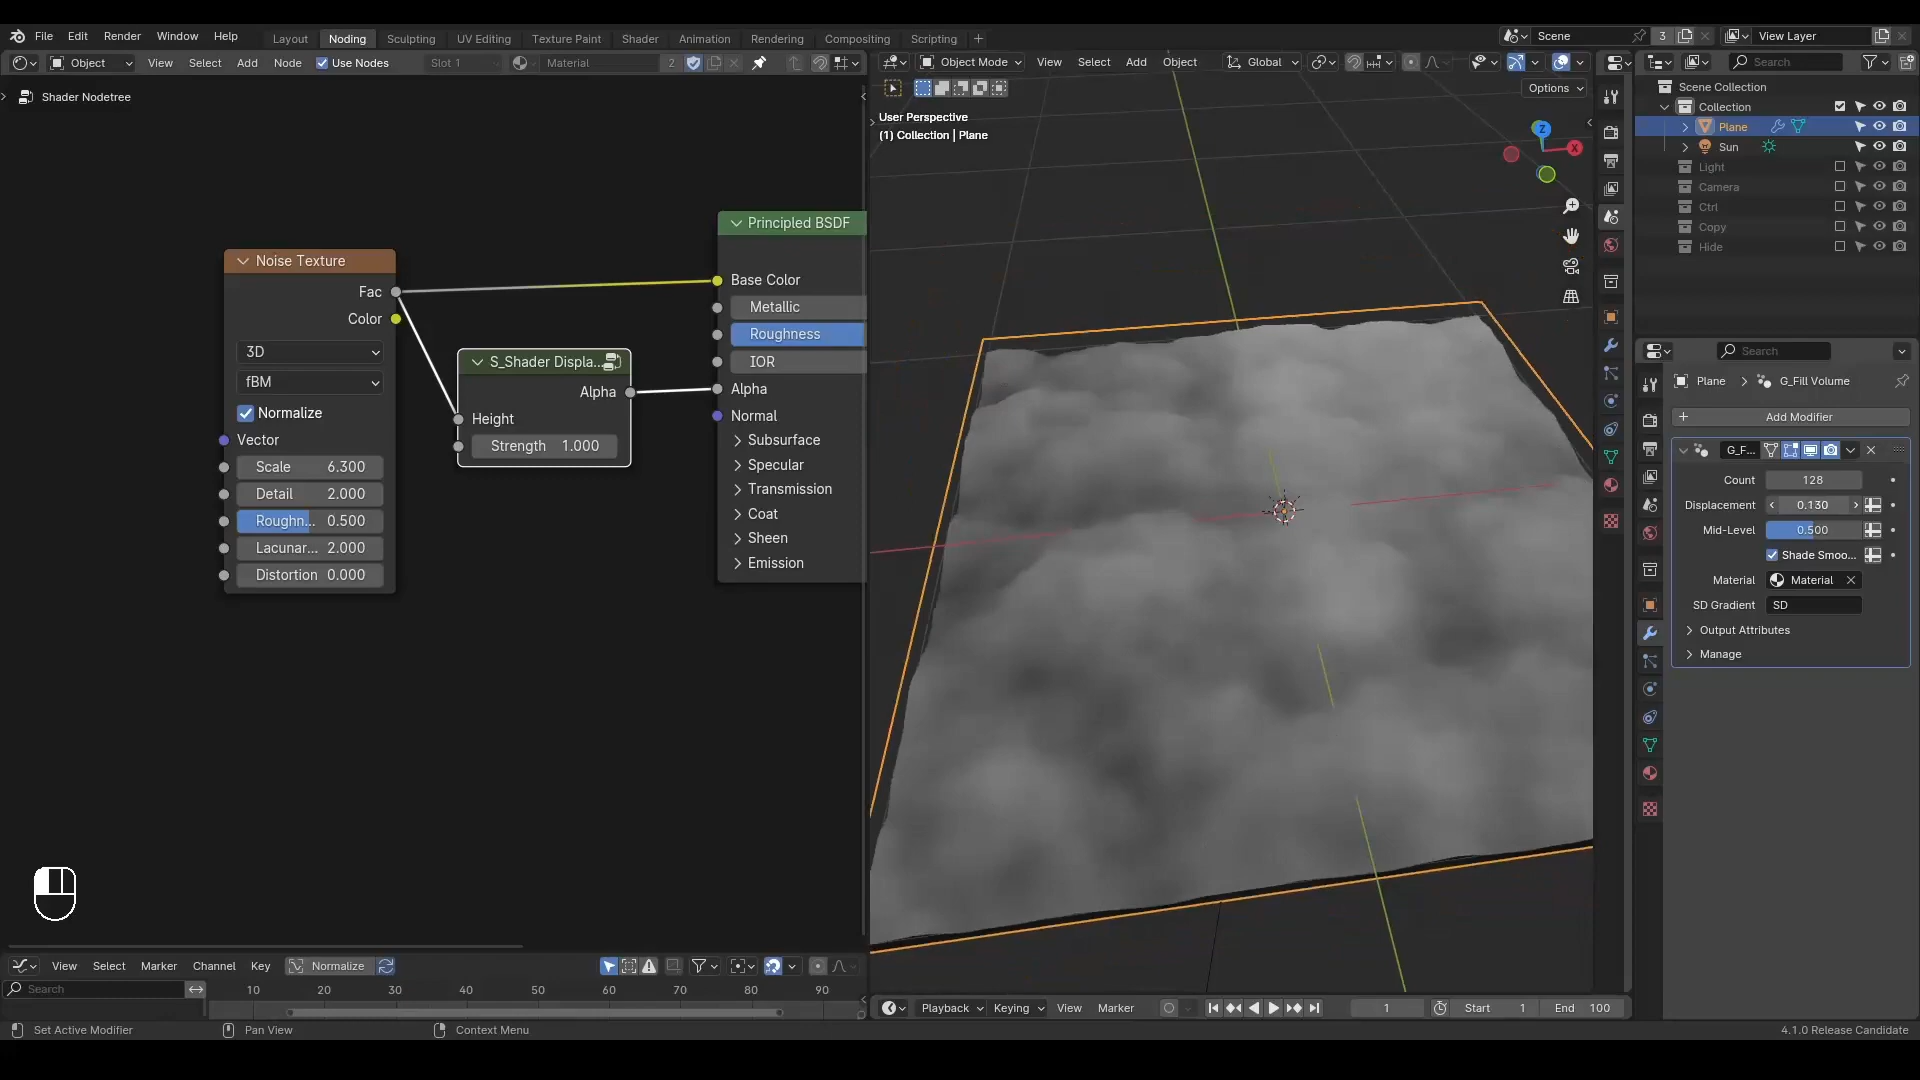 File Edit Render Window Help Layout Noding Sculpting UV Editing Texture Paint Shader Animation Rendering Compositing Scripting + Scene 3 View Layer
Object View Select Add Node Use Nodes Slot 1 Material 2 Object Mode View Select Add Object Global Search
Shader Nodetree
Options
User Perspective
(1) Collection | Plane
Z
X
Scene Collection
Collection
Plane
Sun
Light
Camera
Ctrl
Copy
Hide
Principled BSDF
Base Color
Metallic
Roughness
IOR
Alpha
Normal
Subsurface
Specular
Transmission
Coat
Sheen
Emission
Noise Texture
Fac
Color
3D
fBM
Normalize
Vector
Scale 6.300
Detail 2.000
Roughn... 0.500
Lacunar... 2.000
Distortion 0.000
S_Shader Displa...
Alpha
Height
Strength 1.000
Search
Plane G_Fill Volume
+ Add Modifier
G_F...
Count 128
Displacement 0.130
Mid-Level 0.500
Shade Smoo...
Material Material
SD Gradient SD
Output Attributes
Manage
View Select Marker Channel Key Normalize
Search 10 20 30 40 50 60 70 80 90
Playback Keying View Marker 1 Start 1 End 100
Set Active Modifier Pan View Context Menu 4.1.0 Release Candidate